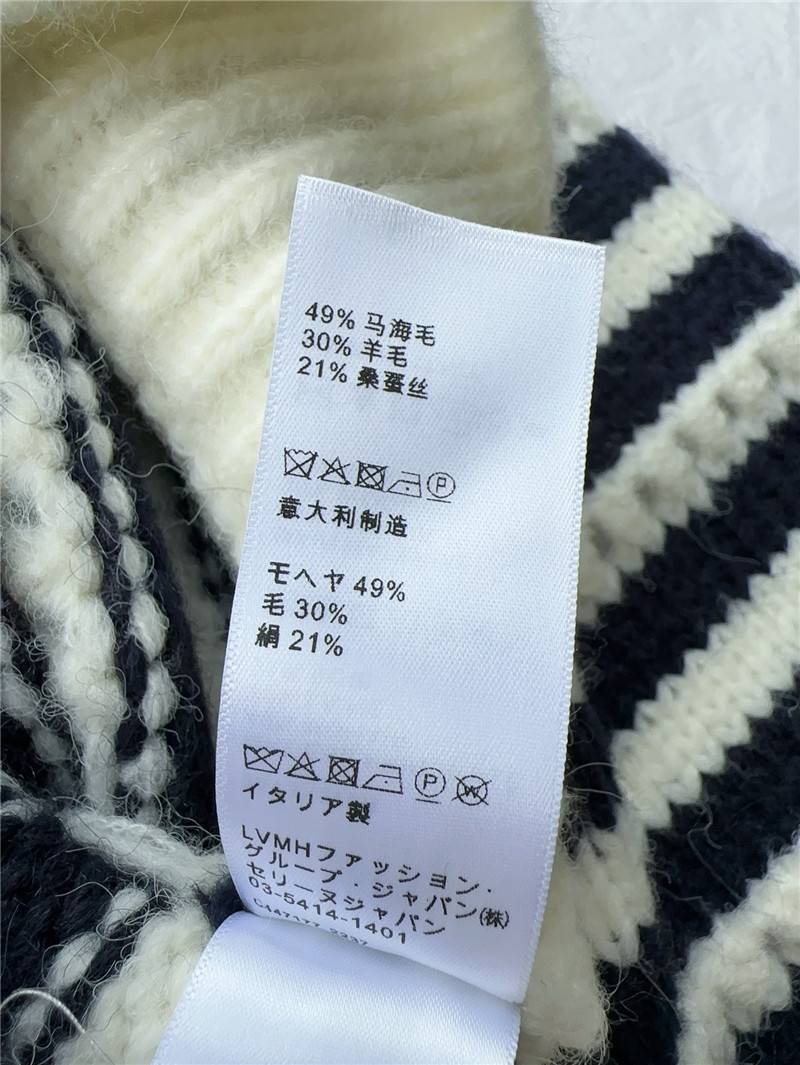 49% 马海毛
30% 羊毛
21% 桑蚕丝
意大利制造
モヘヤ 49%
毛 30%
絹 21%
イタリア製
LVMHファッション・
グループ・ジャパン(株)
セリーヌジャパン
03-5414-1401